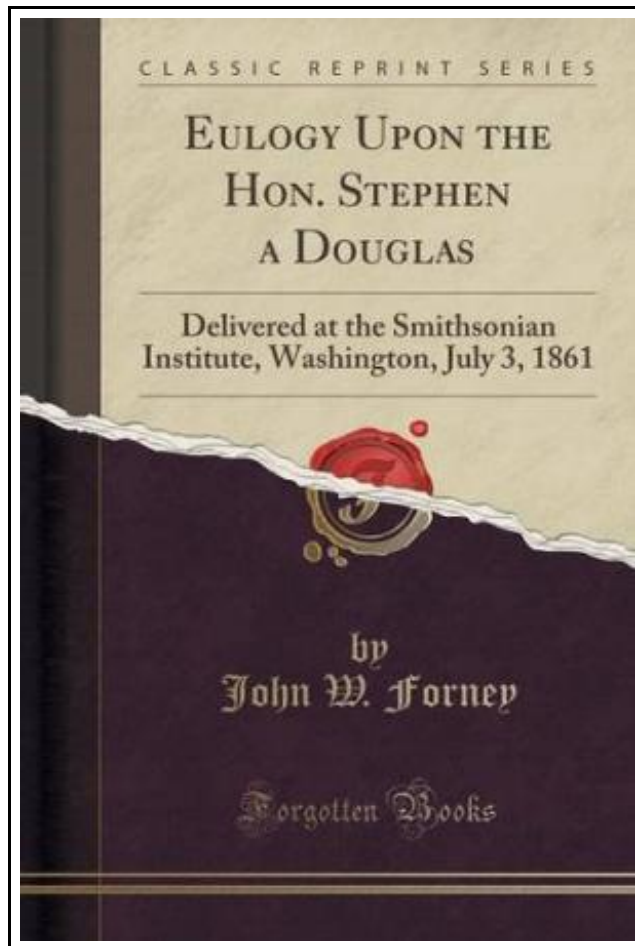 CLASSIC REPRINT SERIES
EULOGY UPON THE
HON. STEPHEN
A DOUGLAS
Delivered at the Smithsonian
Institute, Washington, July 3, 1861
F
by
John W. Forney
Forgotten Books